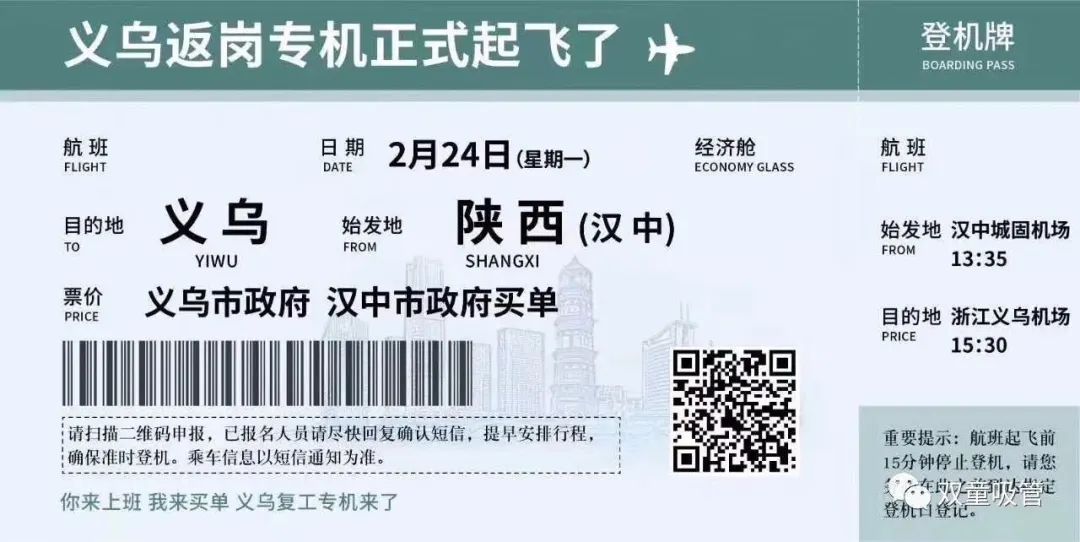 义乌返岗专机正式起飞了
登机牌
BOARDING PASS
航班
FLIGHT
日期
DATE
2月24日(星期一)
经济舱
ECONOMY GLASS
航班
FLIGHT
目的地
TO
义乌
YIWU
始发地
FROM
陕西(汉中)
SHANGXI
始发地
FROM
汉中城固机场
13:35
票价
PRICE
义乌市政府 汉中市政府买单
目的地
PRICE
浙江义乌机场
15:30
请扫描二维码申报，已报名人员请尽快回复确认短信，提早安排行程，
确保准时登机。乘车信息以短信通知为准。
你来上班 我来买单 义乌复工专机来了
重要提示：航班起飞前
15分钟停止登机，请您
登机口登记。
双童吸管